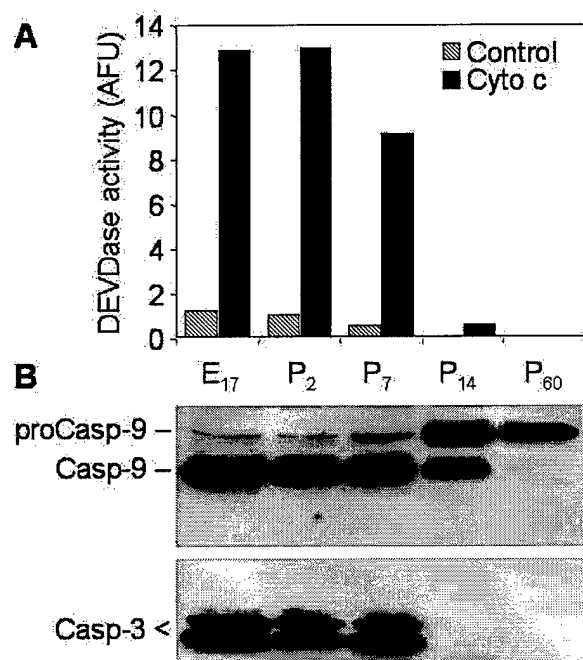 A
DEVDase activity (AFU)
14
12
10
8
6
4
2
0
Control
Cyto c
B
E17 P2 P7 P14 P60
proCasp-9 –
Casp-9 –
Casp-3 <